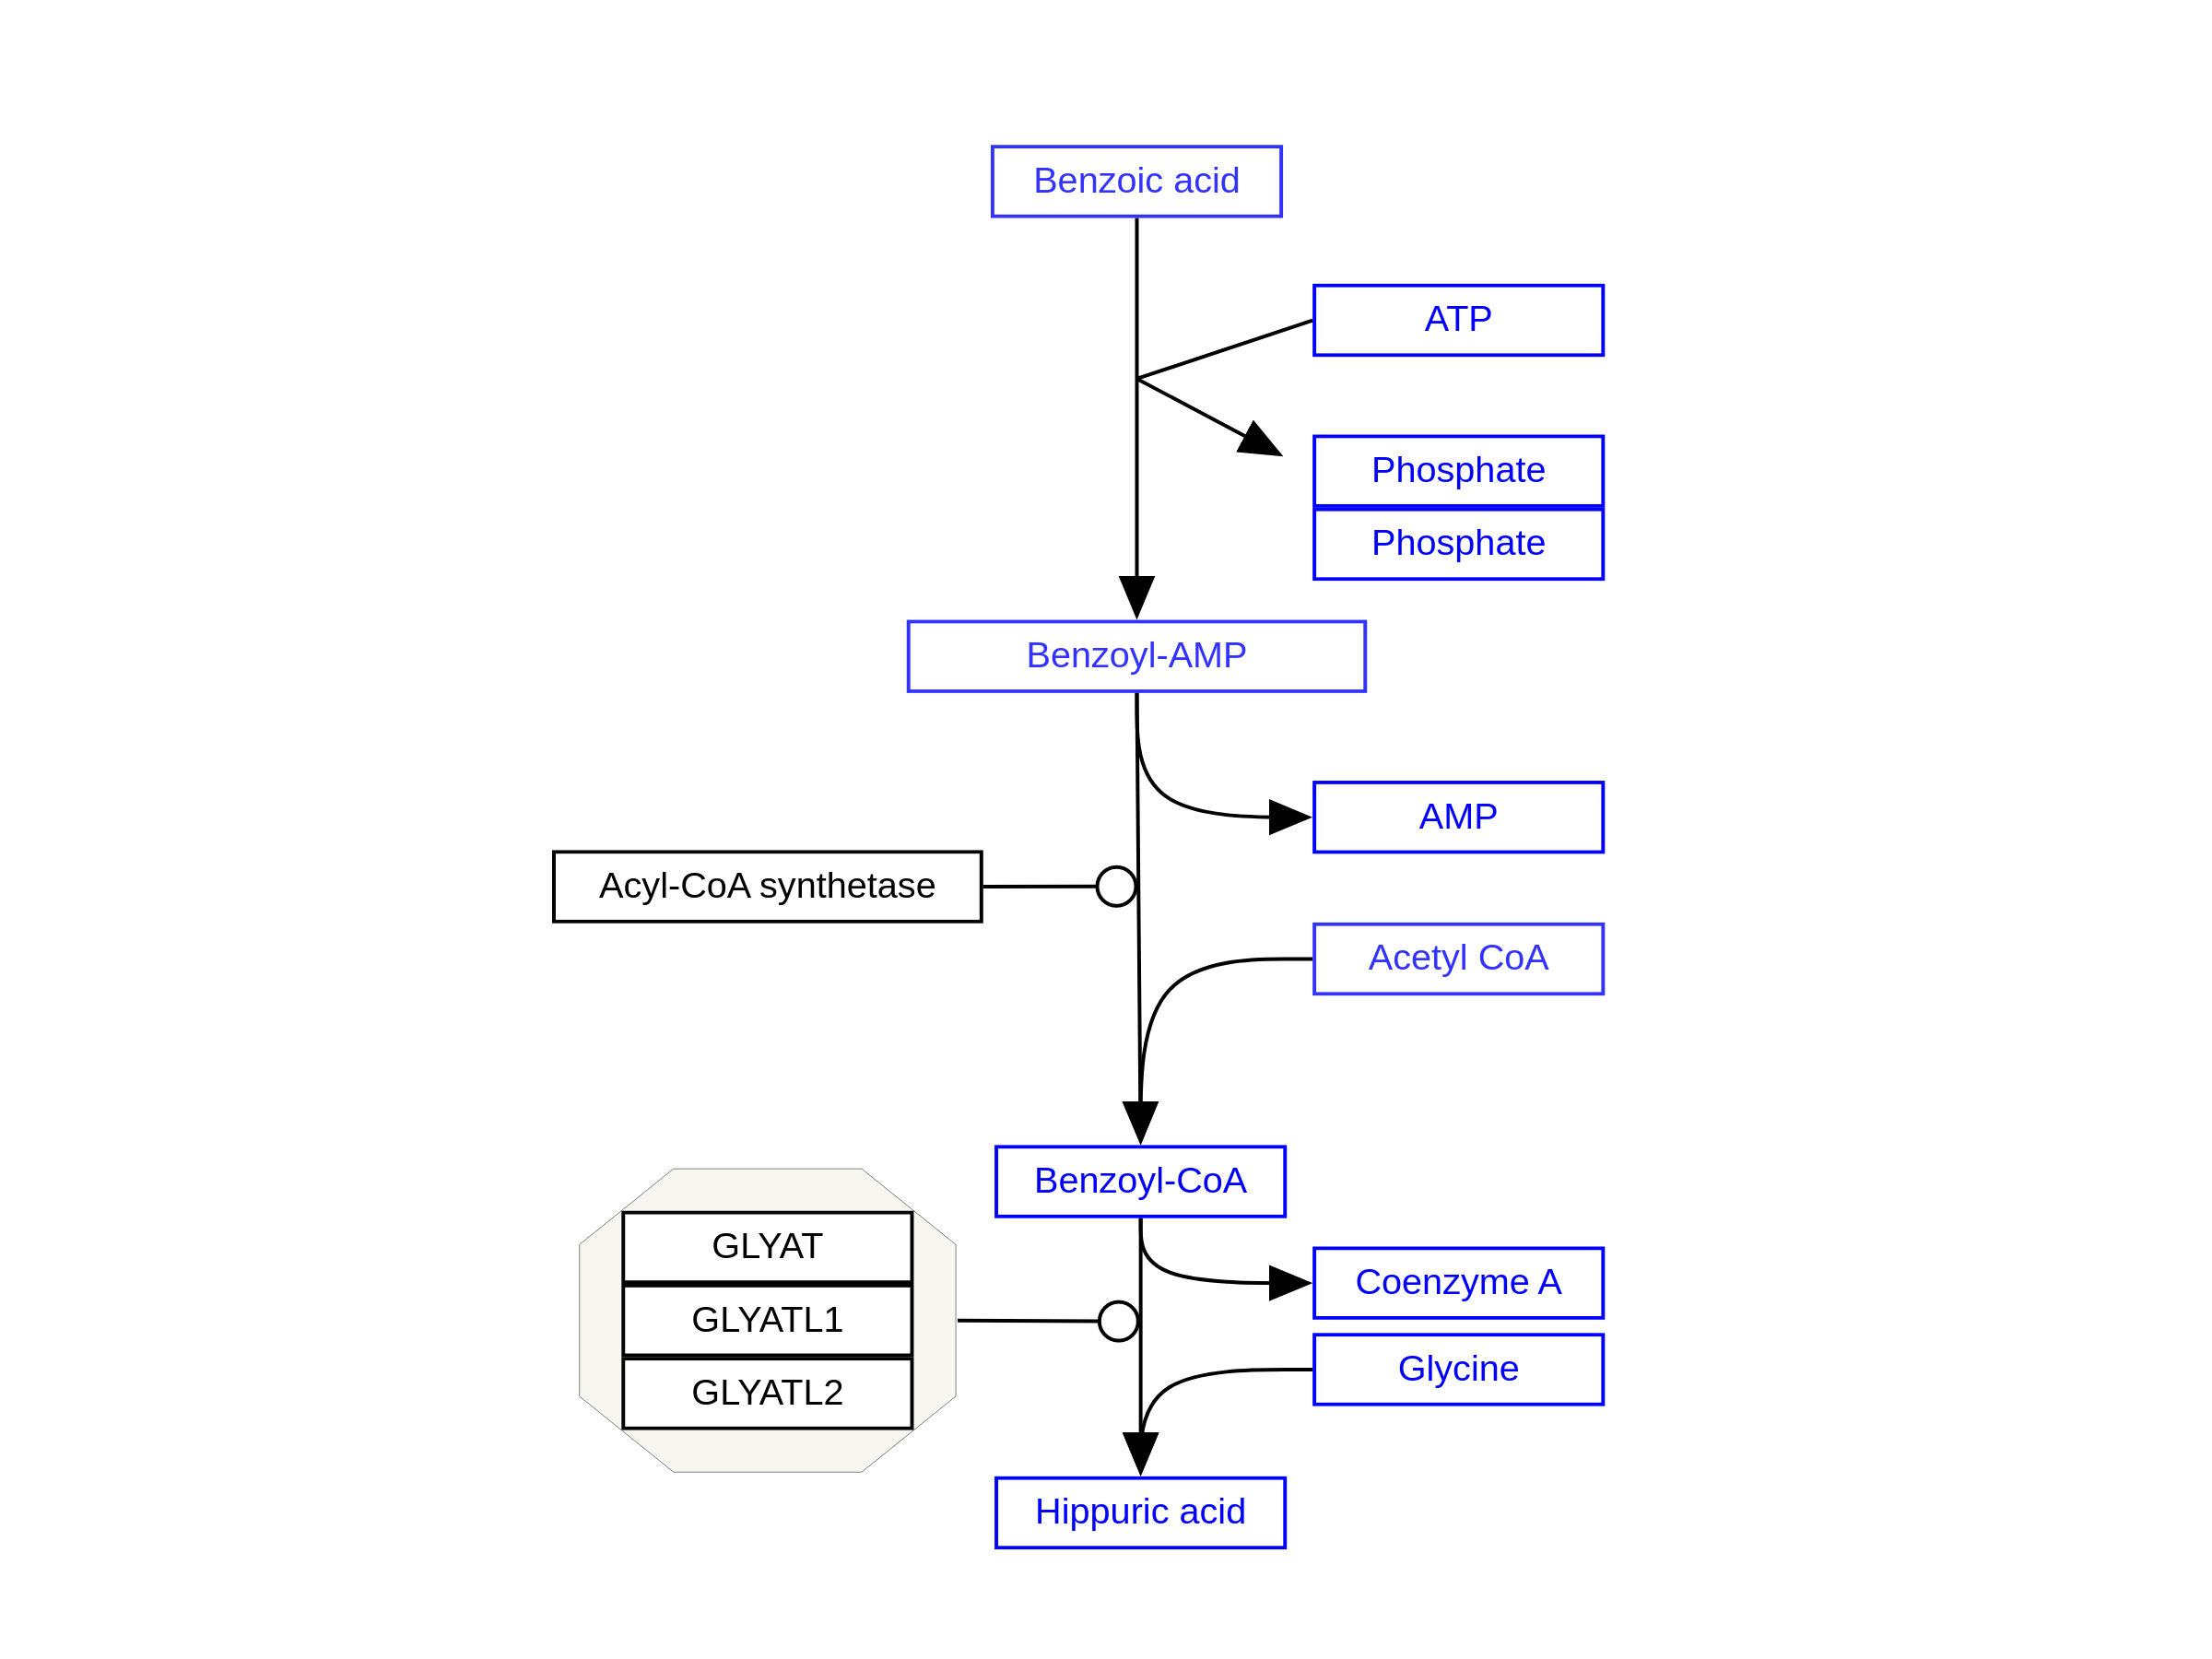 Benzoic acid
ATP
Phosphate
Phosphate
Benzoyl-AMP
AMP
Acyl-CoA synthetase
Acetyl CoA
Benzoyl-CoA
GLYAT
GLYATL1
GLYATL2
Coenzyme A
Glycine
Hippuric acid